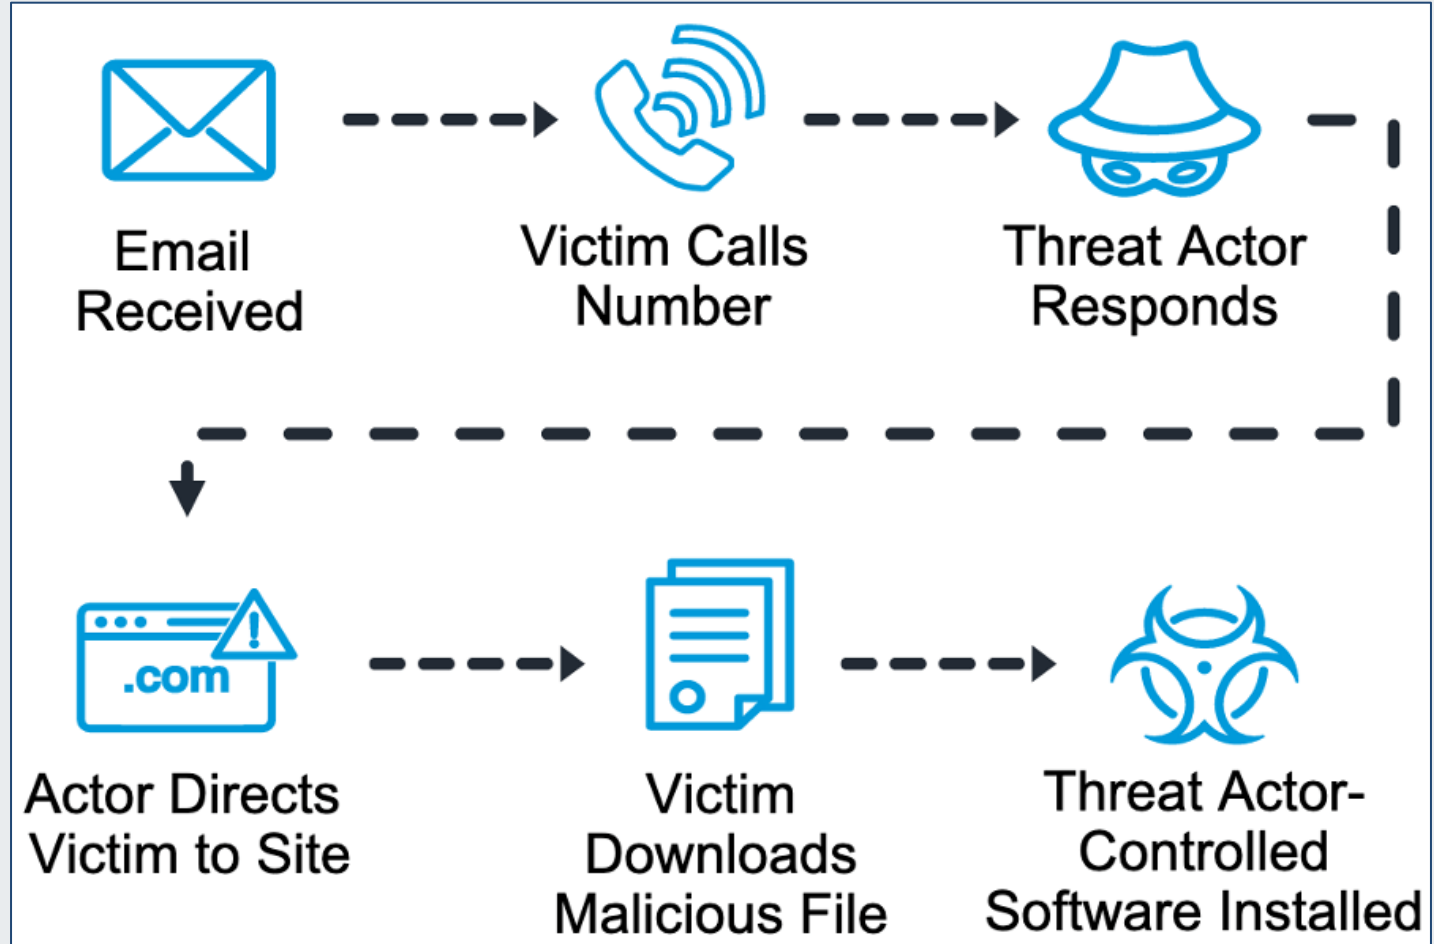 Email
Received
Victim Calls
Number
Threat Actor
Responds
.com
Actor Directs
Victim to Site
Victim
Downloads
Malicious File
Threat Actor-
Controlled
Software Installed